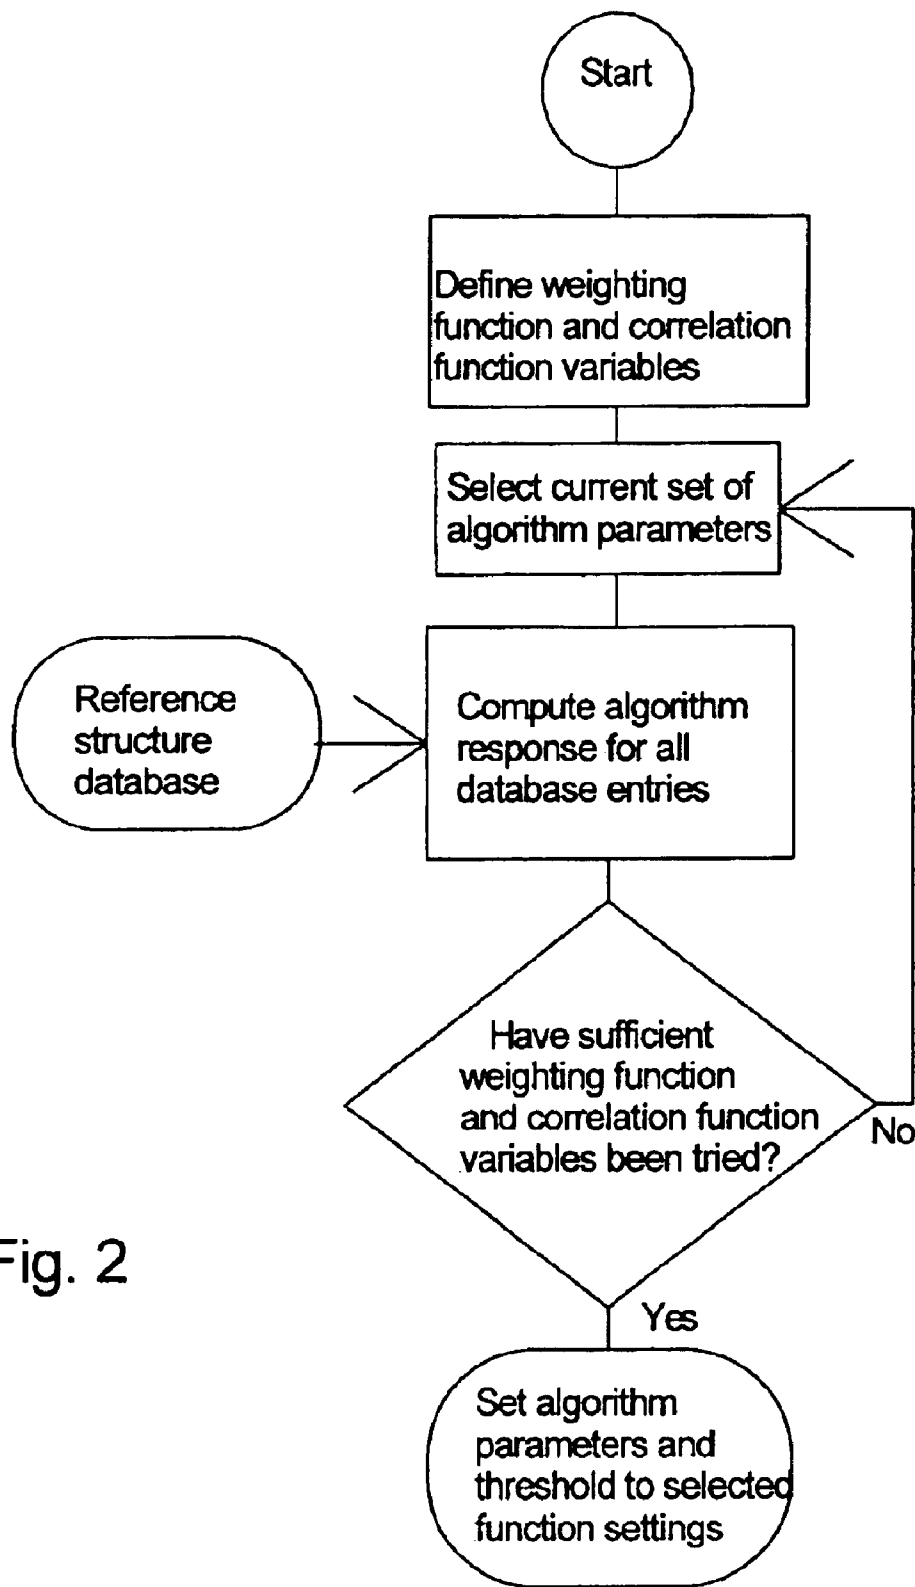 Start
Define weighting
function and correlation
function variables
Select current set of
algorithm parameters
Reference
structure
database
Compute algorithm
response for all
database entries
Have sufficient
weighting function
and correlation function
variables been tried?
No
Fig. 2
Yes
Set algorithm
parameters and
threshold to selected
function settings